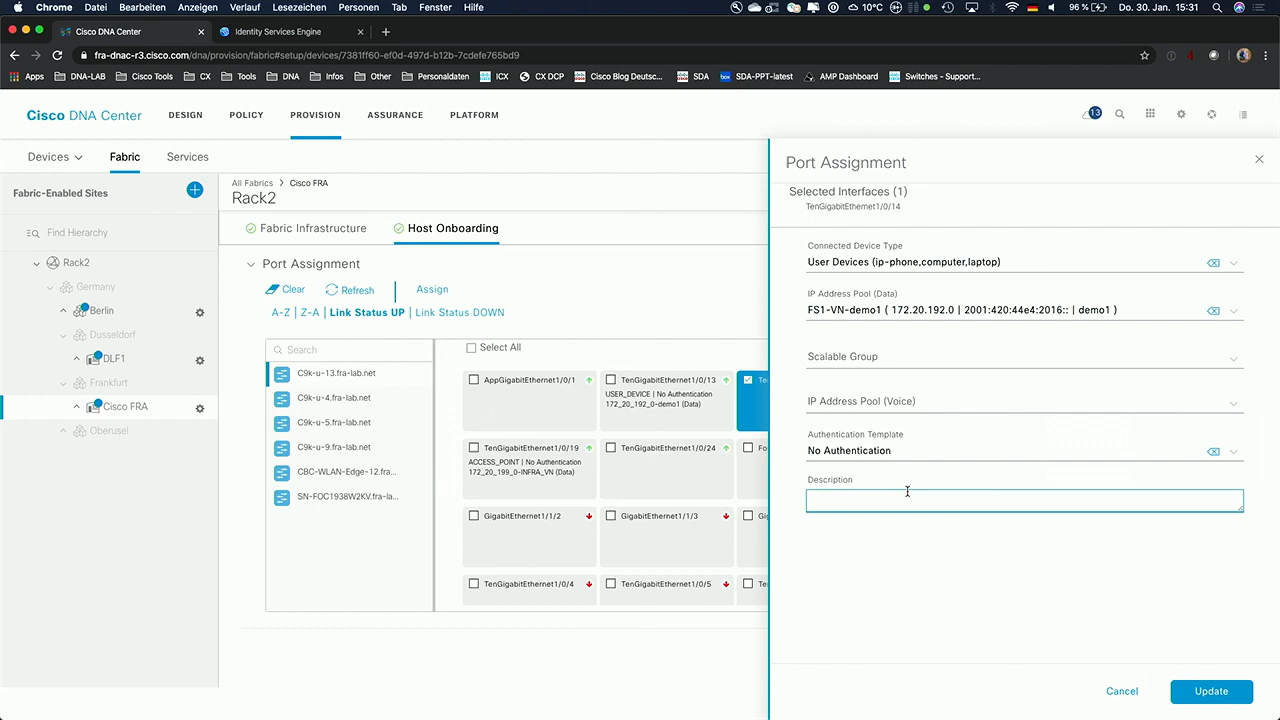 Chrome Datei Bearbeiten Anzeigen Verlauf Lesezeichen Personen Tab Fenster Hilfe 10°C 96 % Do. 30. Jan. 15:31
Cisco DNA Center Identity Services Engine
fra-dnac-r3.cisco.com/dna/provision/fabric#setup/devices/7381ff60-ef0d-497d-b12b-7cdefe765bd9
Apps DNA-LAB Cisco Tools CX Tools DNA Infos Other Personaldaten ICX CX DCP Cisco Blog Deutsc... SDA SDA-PPT-latest AMP Dashboard Switches - Support...
Cisco DNA Center DESIGN POLICY PROVISION ASSURANCE PLATFORM 13
Devices Fabric Services
Fabric-Enabled Sites
Find Hierarchy
Rack2
Germany
Berlin
Dusseldorf
DLF1
Frankfurt
Cisco FRA
Oberusel
All Fabrics > Cisco FRA
Rack2
Fabric Infrastructure Host Onboarding
Port Assignment
Clear Refresh Assign
A-Z | Z-A | Link Status UP | Link Status DOWN
Search
C9k-u-13.fra-lab.net
C9k-u-4.fra-lab.net
C9k-u-5.fra-lab.net
C9k-u-9.fra-lab.net
CBC-WLAN-Edge-12.fra...
SN-FOC1938W2KV.fra-la...
Select All
AppGigabitEthernet1/0/1 TenGigabitEthernet1/0/13 Te
USER_DEVICE | No Authentication
172_20_192_0-demo1 (Data)
TenGigabitEthernet1/0/19 TenGigabitEthernet1/0/24 Fo
ACCESS_POINT | No Authentication
172_20_199_0-INFRA_VN (Data)
GigabitEthernet1/1/2 GigabitEthernet1/1/3 Gig
TenGigabitEthernet1/0/4 TenGigabitEthernet1/0/5 Te
Port Assignment
Selected Interfaces (1)
TenGigabitEthernet1/0/14
Connected Device Type
User Devices (ip-phone,computer,laptop)
IP Address Pool (Data)
FS1-VN-demo1 ( 172.20.192.0 | 2001:420:44e4:2016:: | demo1 )
Scalable Group
IP Address Pool (Voice)
Authentication Template
No Authentication
Description
Cancel Update